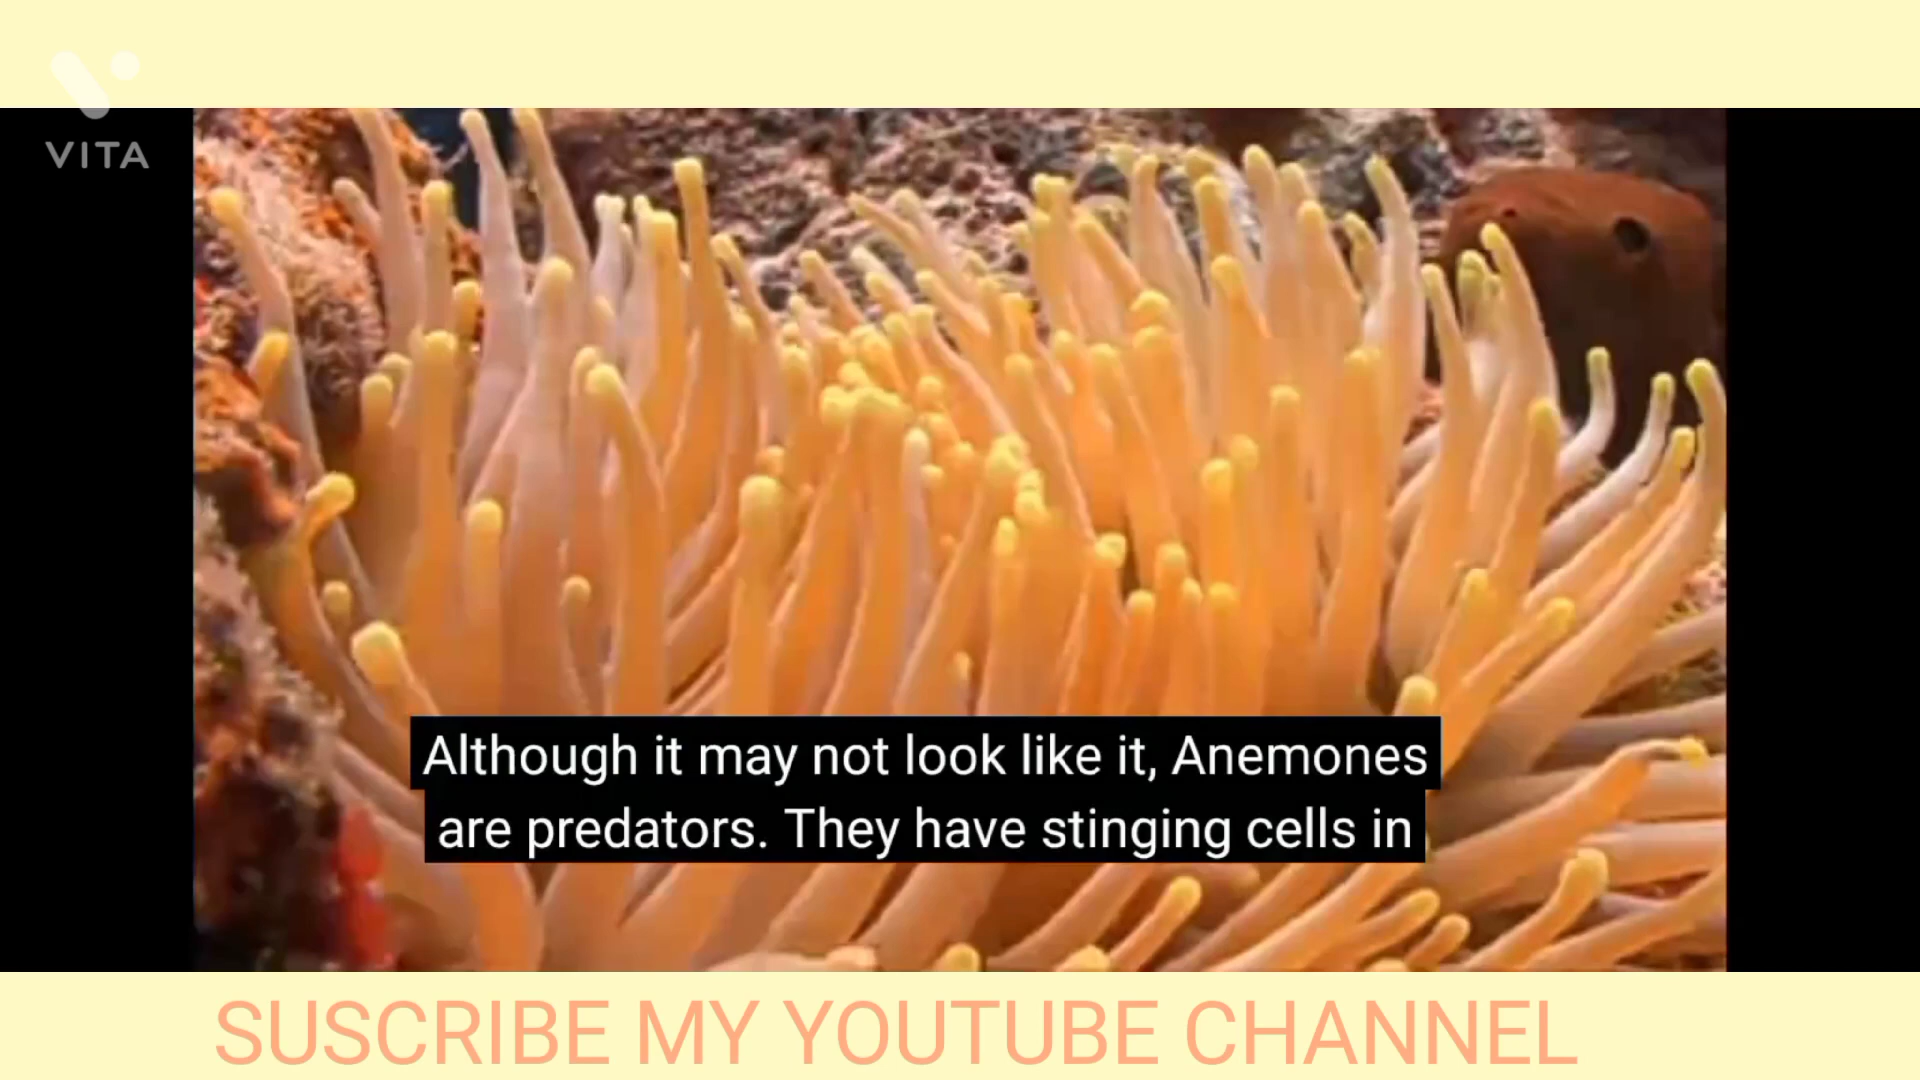 VITA
Although it may not look like it, Anemones
are predators. They have stinging cells in
SUSCRIBE MY YOUTUBE CHANNEL